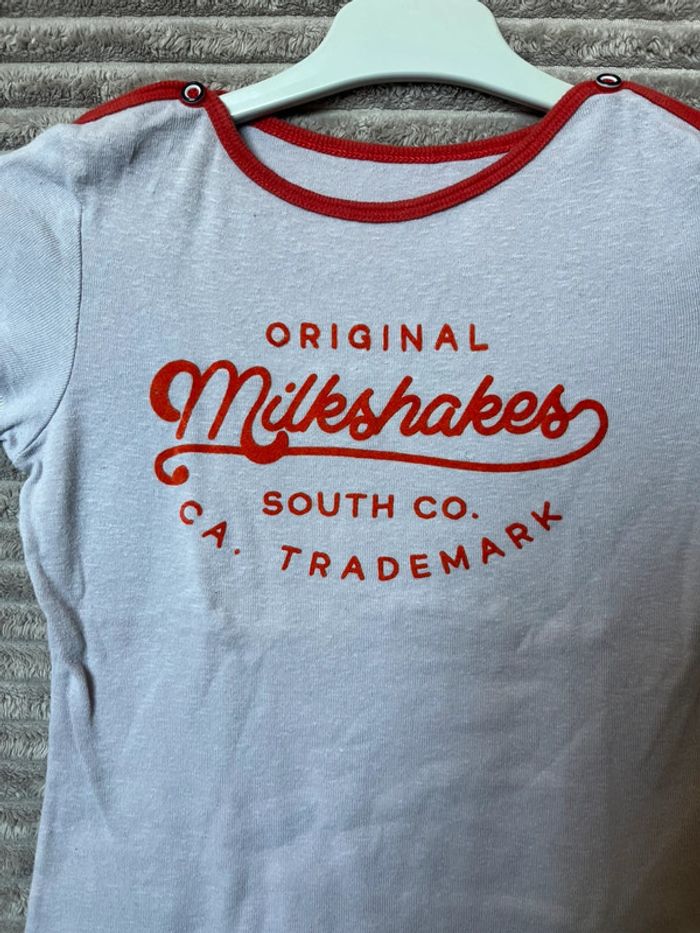 ORIGINAL
Milkshakes
SOUTH CO.
CA. TRADEMARK